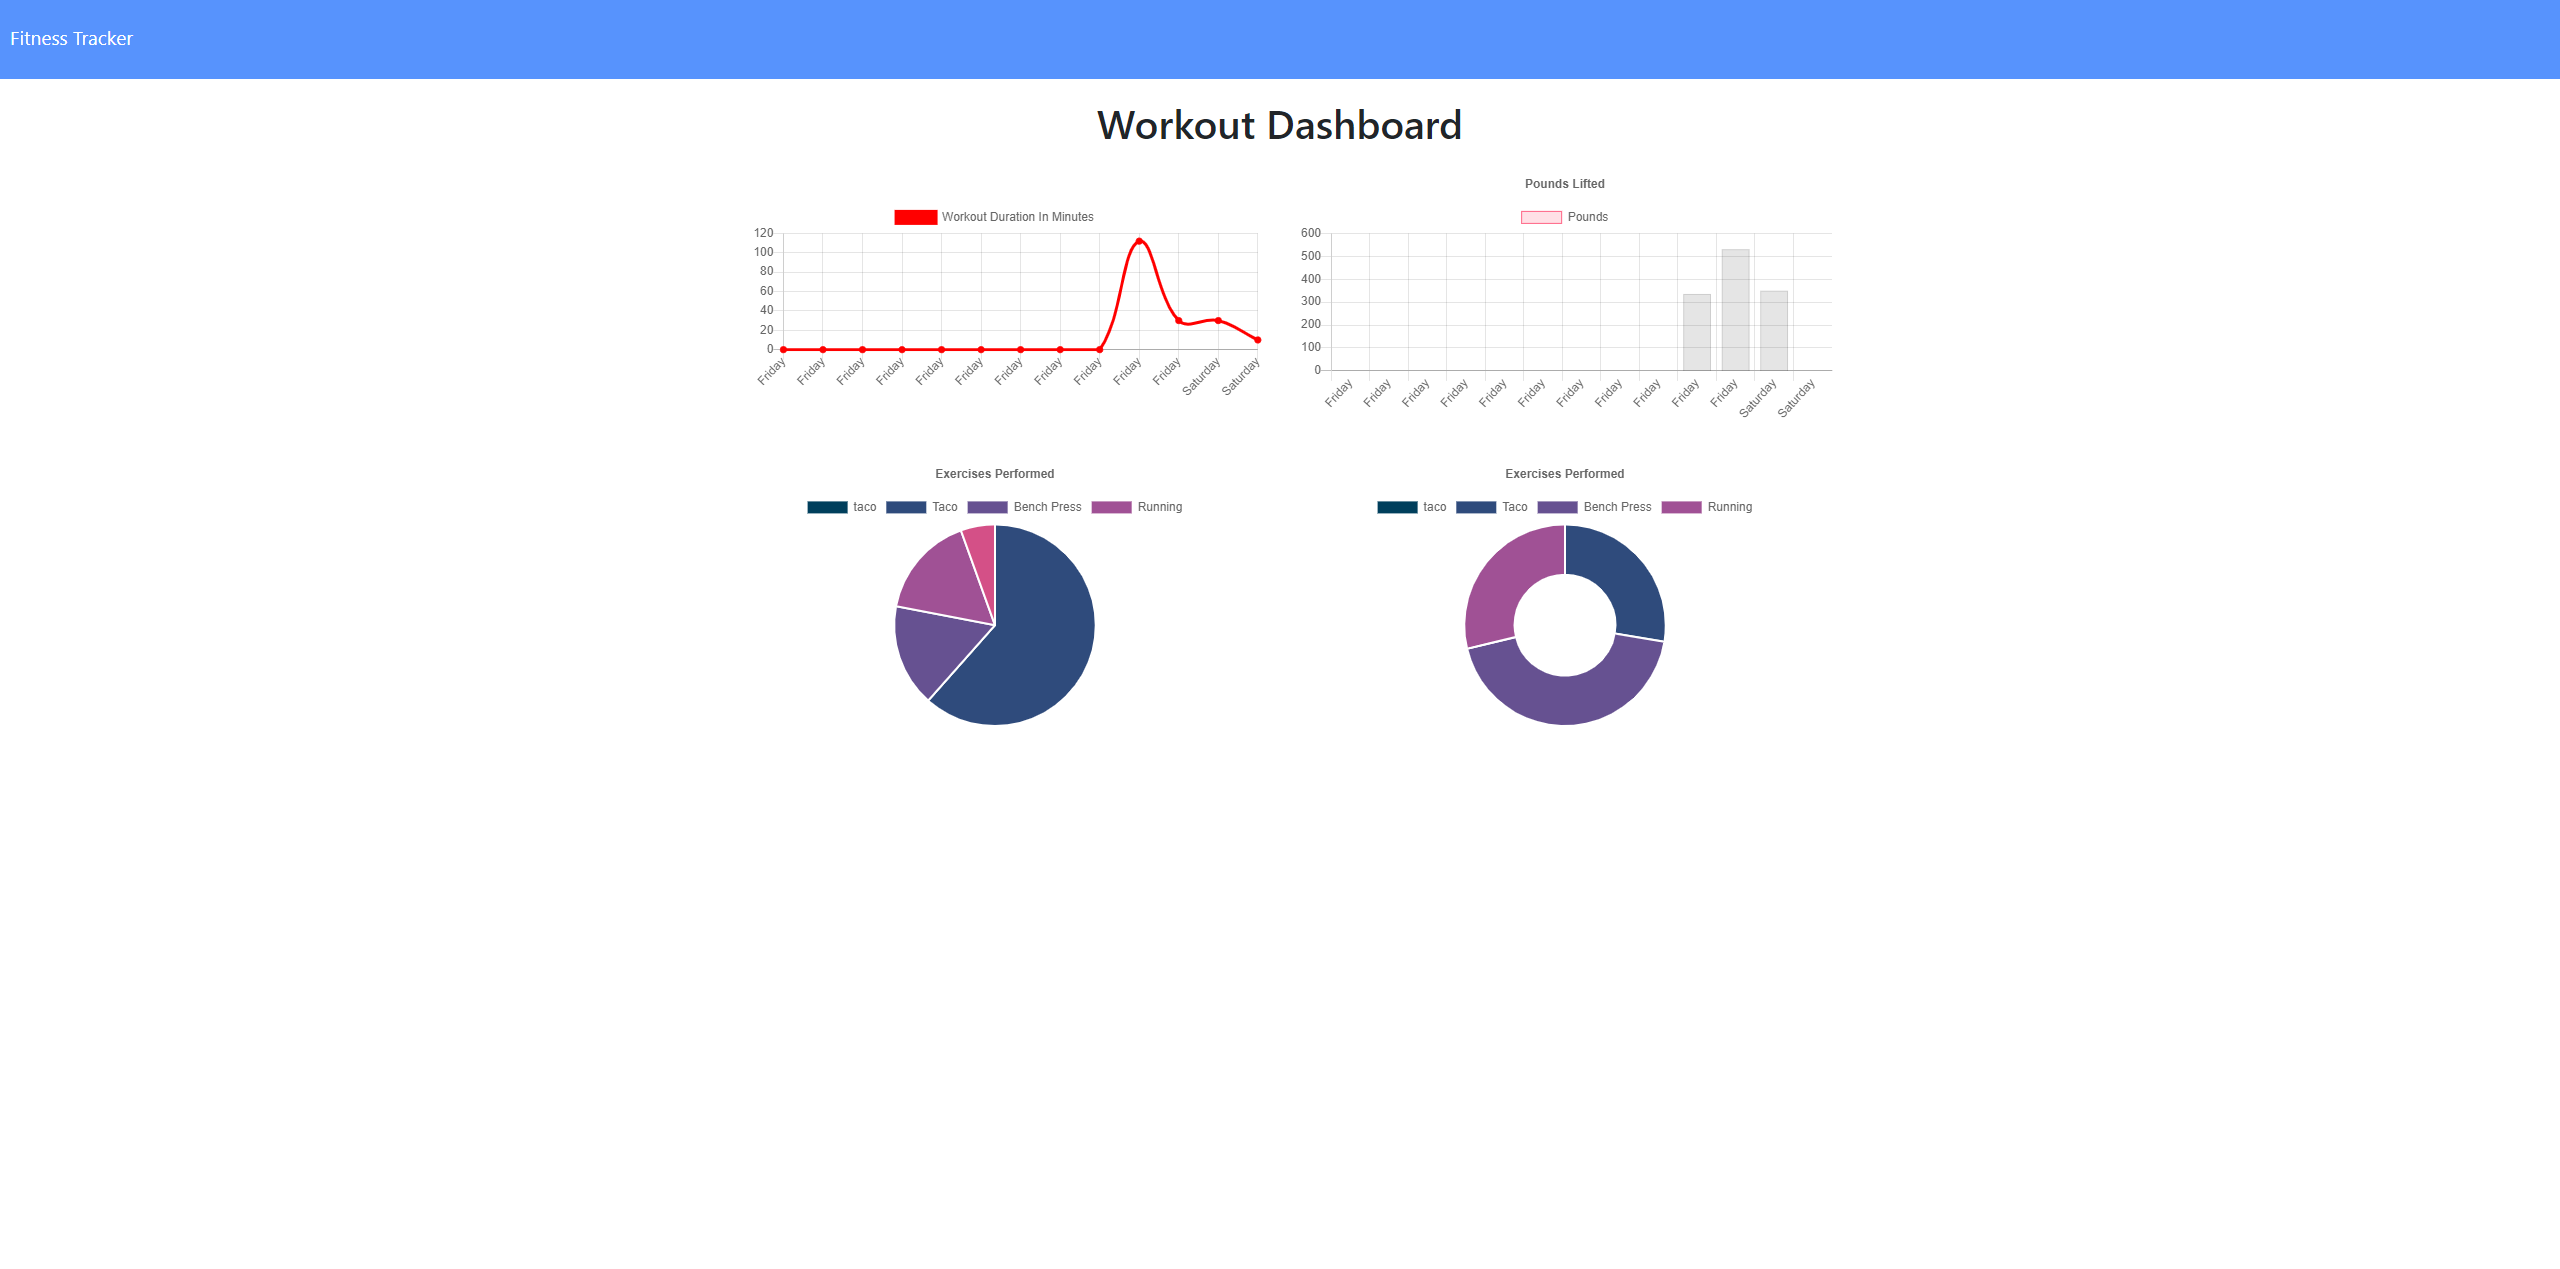 Fitness Tracker
Workout Dashboard
Workout Duration In Minutes
120
100
80
60
40
20
0
Friday Friday Friday Friday Friday Friday Friday Friday Friday Friday Friday Saturday Saturday
Pounds Lifted
Pounds
600
500
400
300
200
100
0
Friday Friday Friday Friday Friday Friday Friday Friday Friday Friday Friday Saturday Saturday
Exercises Performed
taco Taco Bench Press Running
Exercises Performed
taco Taco Bench Press Running